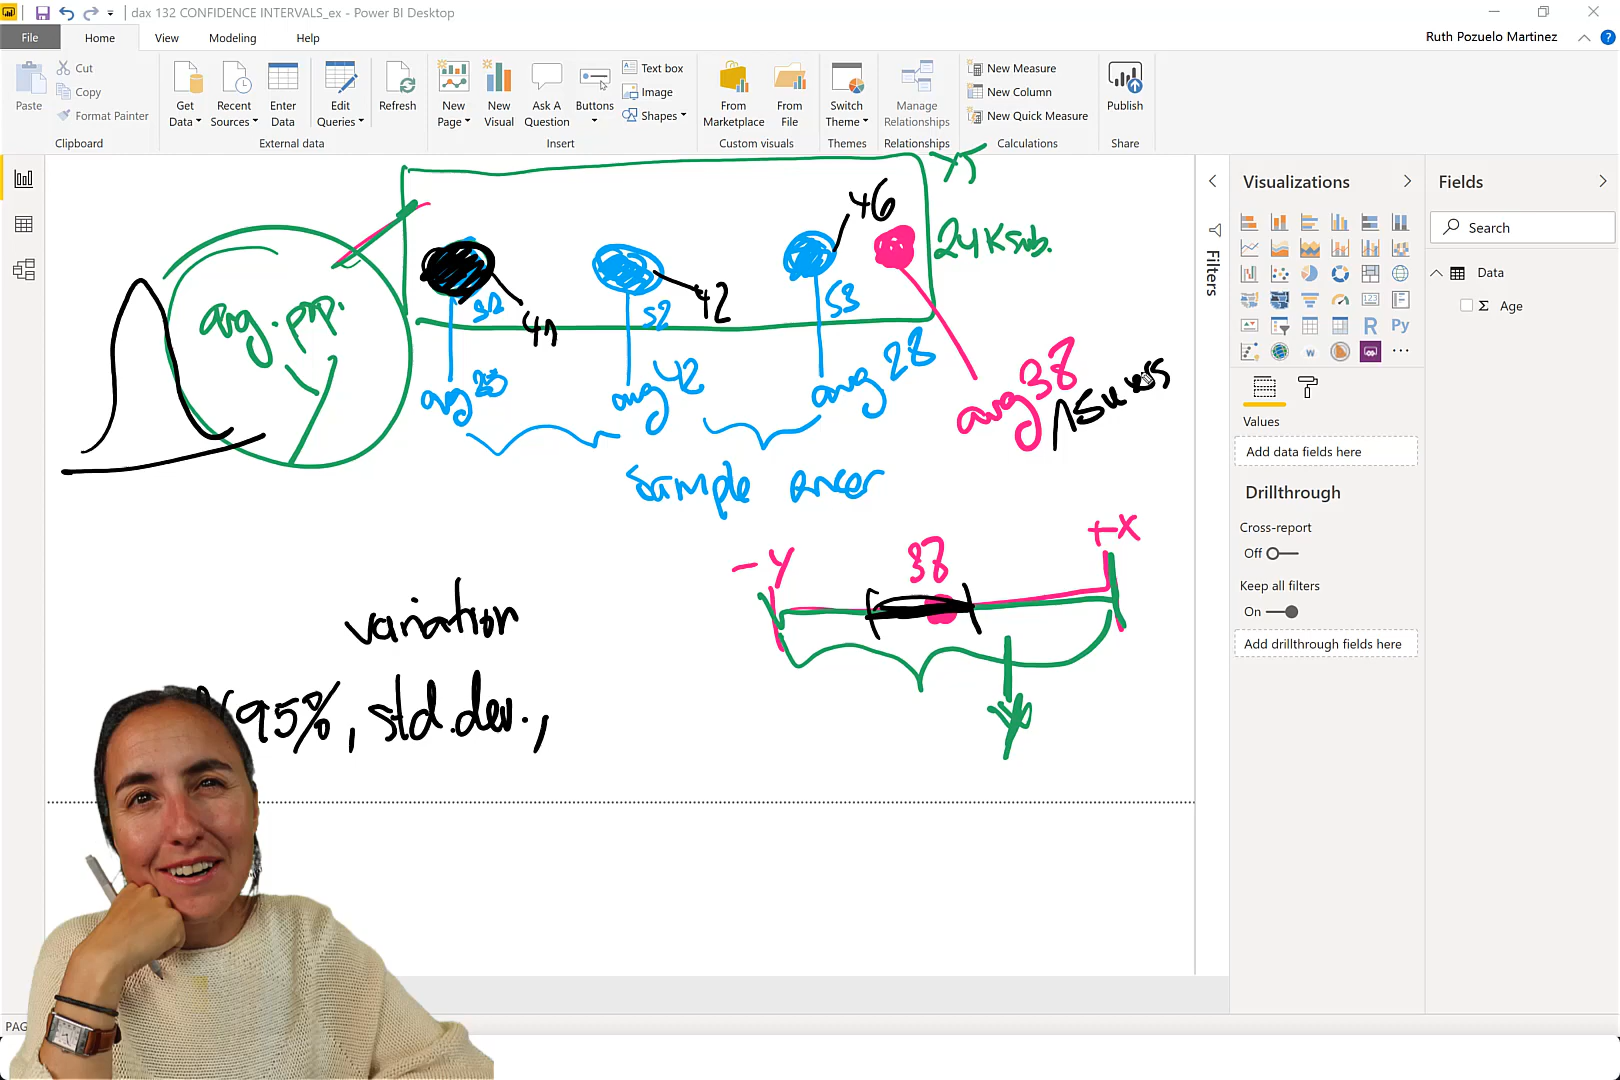 dax 132 CONFIDENCE INTERVALS_ex - Power BI Desktop
File Home View Modeling Help
Ruth Pozuelo Martinez
Paste
Cut
Copy
Format Painter
Clipboard
Get Data
Recent Sources
Enter Data
Edit Queries
Refresh
External data
New Page
New Visual
Ask A Question
Buttons
Text box
Image
Shapes
Insert
From Marketplace
From File
Custom visuals
Switch Theme
Themes
Manage Relationships
Relationships
New Measure
New Column
New Quick Measure
Calculations
Publish
Share
YT
24K sub.
46
avg. pop.
42
S2
S3
avg 42
avg 28
avg 38
sample
-y
38
+x
variation
95%, std.dev.,
Filters
Visualizations
Values
Add data fields here
Drillthrough
Cross-report
Off
Keep all filters
On
Add drillthrough fields here
Fields
Search
Data
Age
PAG